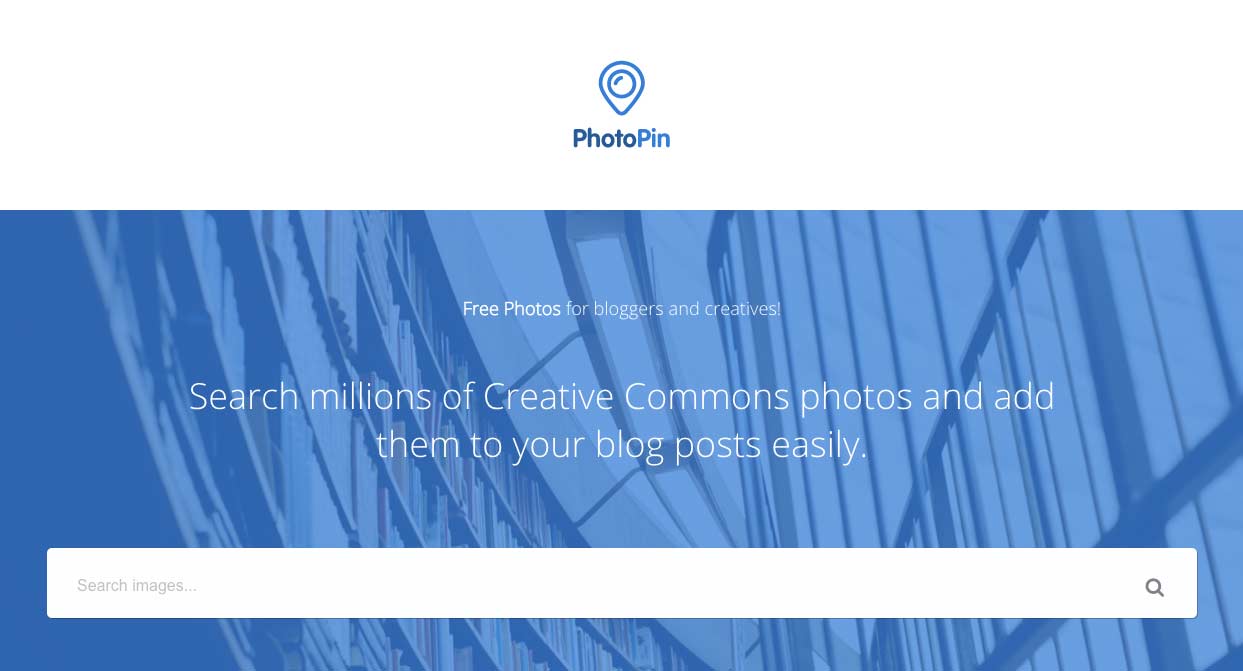 PhotoPin
Free Photos for bloggers and creatives!
Search millions of Creative Commons photos and add
them to your blog posts easily.
Search images...